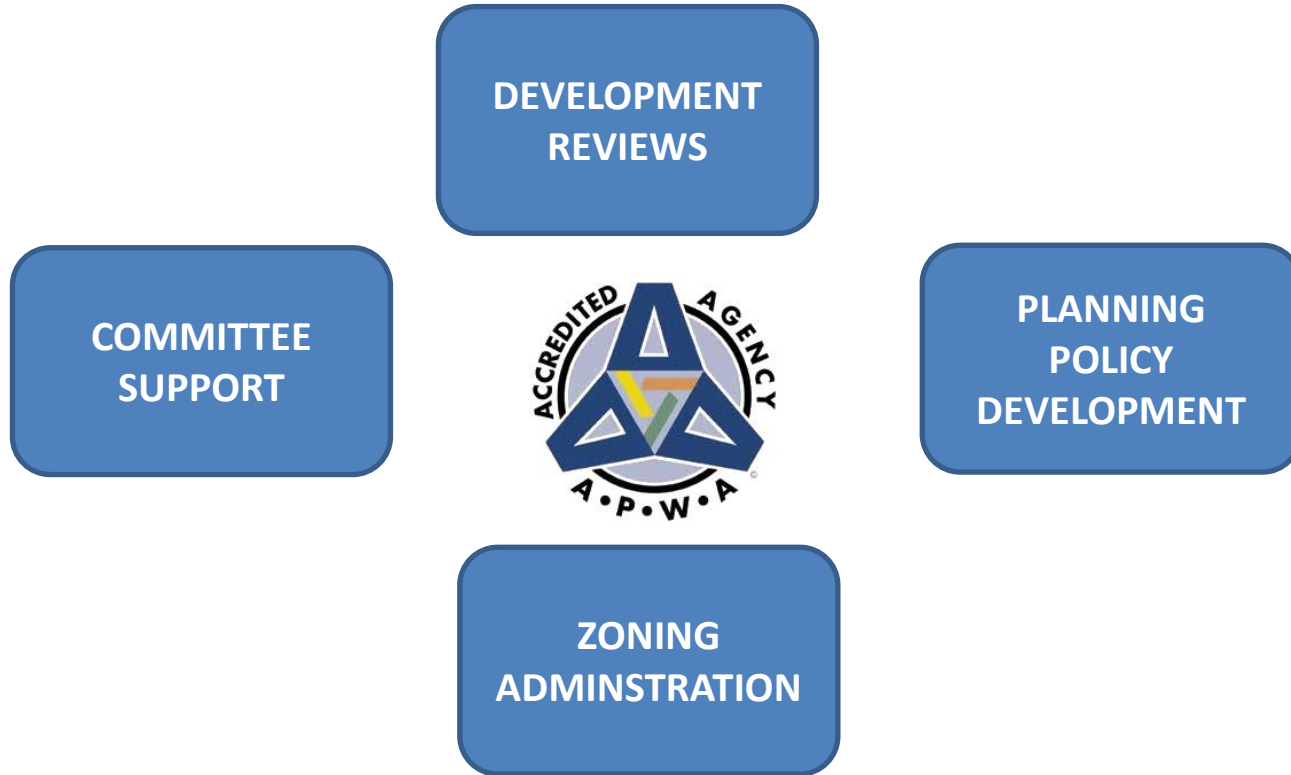 DEVELOPMENT
REVIEWS
COMMITTEE
SUPPORT
ACCREDITED AGENCY
A•P•W•A
©
PLANNING
POLICY
DEVELOPMENT
ZONING
ADMINSTRATION